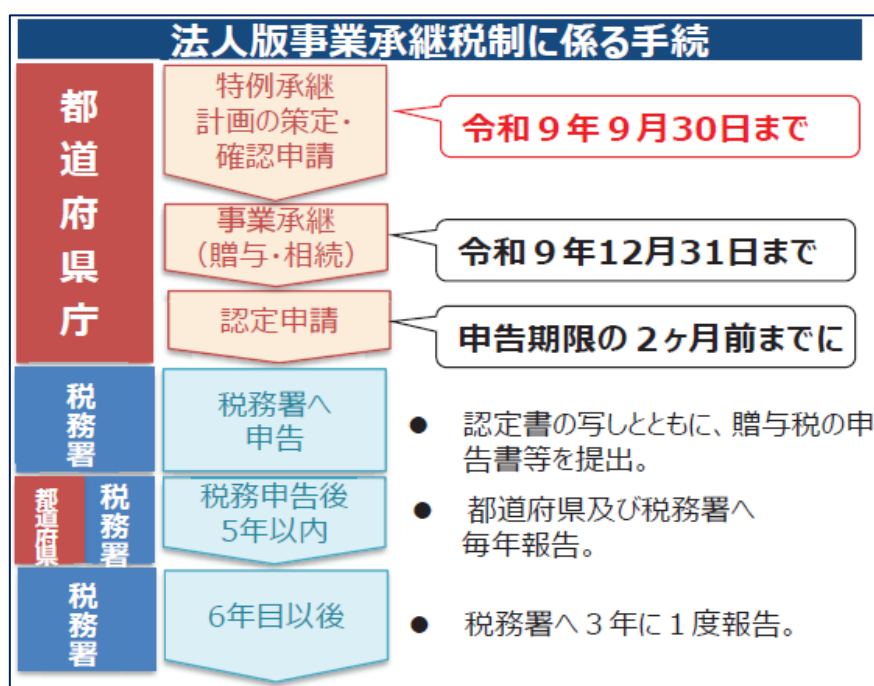 法人版事業承継税制に係る手続
都道府県庁
特例承継
計画の策定・
確認申請
令和９年９月30日まで
事業承継
（贈与・相続）
令和９年12月31日まで
認定申請
申告期限の２ヶ月前までに
税務署
税務署へ
申告
● 認定書の写しとともに、贈与税の申
告書等を提出。
都道府県
税務署
税務申告後
5年以内
● 都道府県及び税務署へ
毎年報告。
税務署
6年目以後
● 税務署へ３年に１度報告。